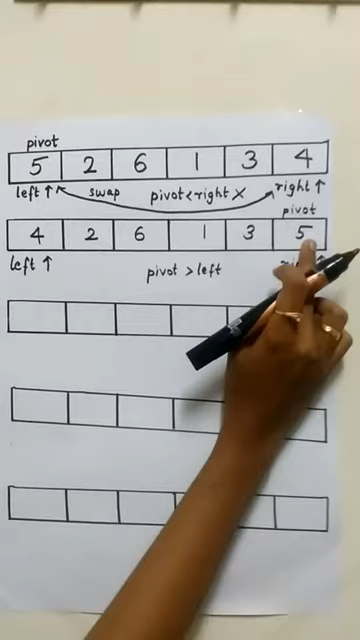 pivot
5 2 6 1 3 4
left ↑ swap pivot < right X right ↑
pivot
4 2 6 1 3 5
left ↑ pivot > left